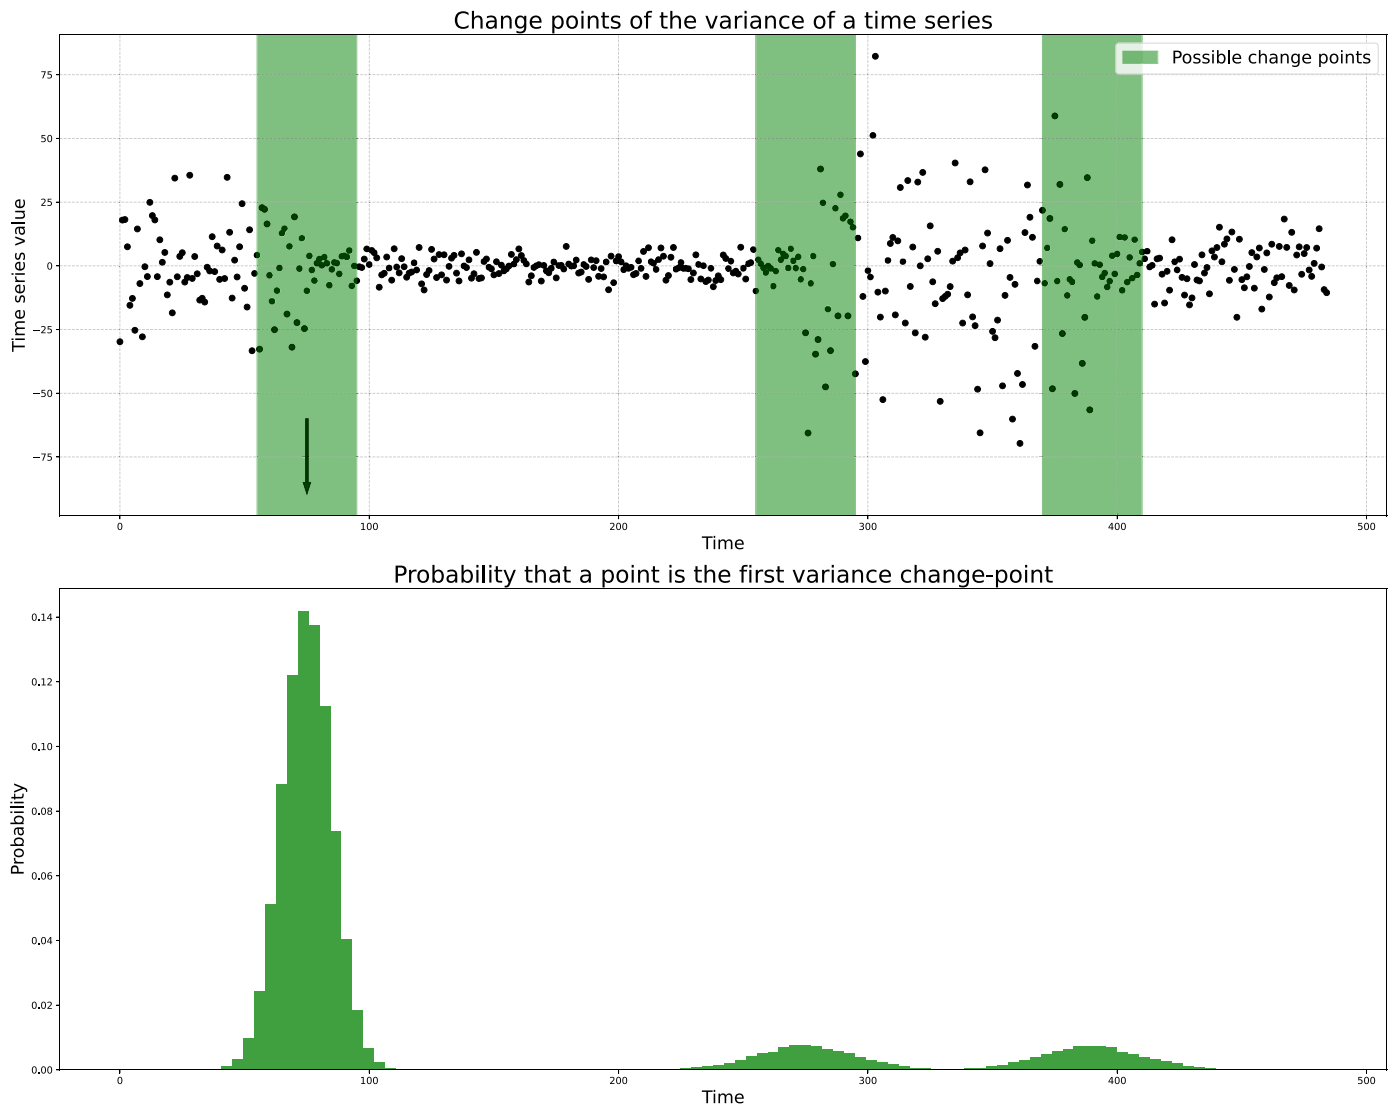 Change points of the variance of a time series
Possible change points
Time series value
75
50
25
0
−25
−50
−75
0 100 200 300 400 500
Time
Probability that a point is the first variance change-point
Probability
0.14
0.12
0.10
0.08
0.06
0.04
0.02
0.00
0 100 200 300 400 500
Time